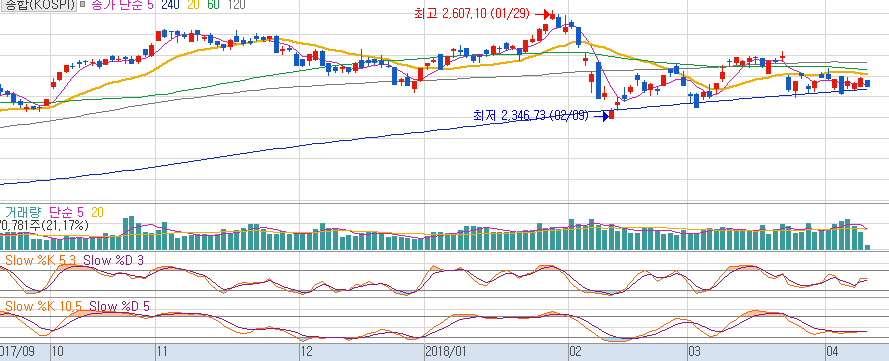 종합(KOSPI) 종가 단순 5 240 20 60 120
최고 2,607.10 (01/29)
최저 2,346.73 (02/09)
거래량 단순 5 20
70,781주(21.17%)
Slow %K 5,3 Slow %D 3
Slow %K 10,5 Slow %D 5
017/09 10 11 12 2018/01 02 03 04